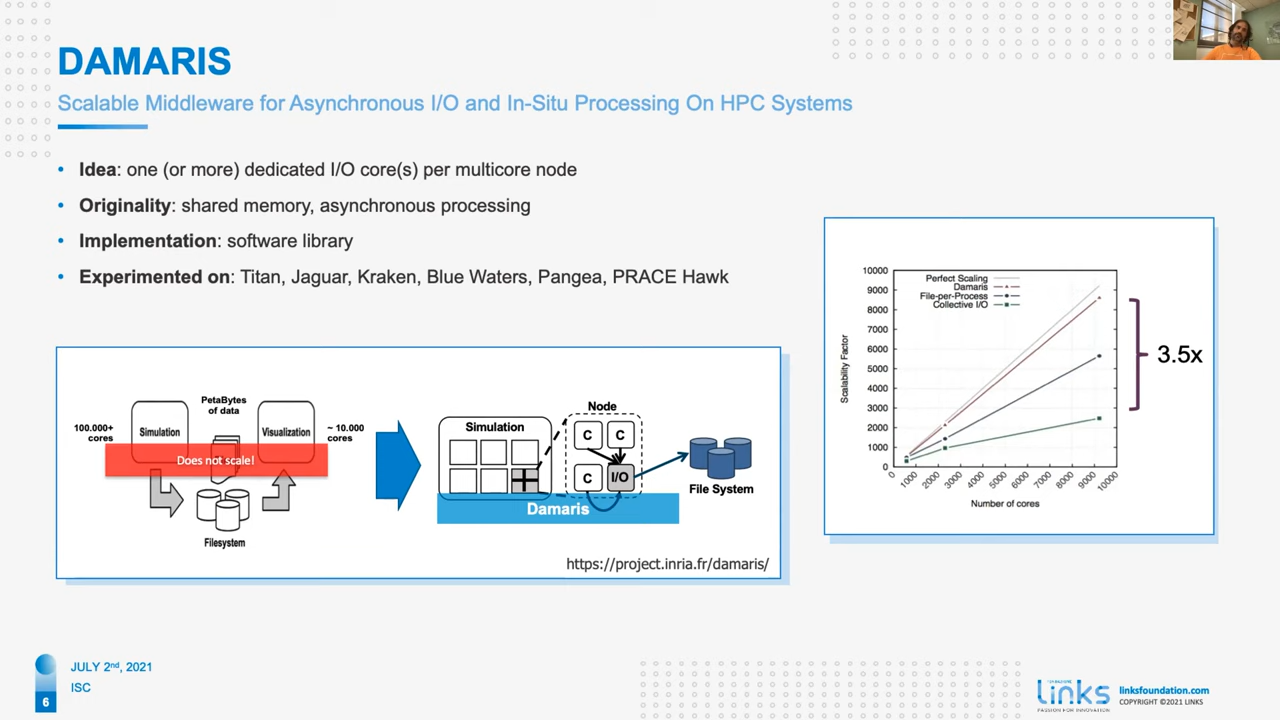 DAMARIS
Scalable Middleware for Asynchronous I/O and In-Situ Processing On HPC Systems
• Idea: one (or more) dedicated I/O core(s) per multicore node
• Originality: shared memory, asynchronous processing
• Implementation: software library
• Experimented on: Titan, Jaguar, Kraken, Blue Waters, Pangea, PRACE Hawk
PetaBytes
of data
100.000+
cores
Simulation
Visualization
~ 10.000
cores
Does not scale!
Filesystem
Simulation
Node
C
C
C
I/O
Damaris
File System
https://project.inria.fr/damaris/
Perfect Scaling
Damaris
File-per-Process
Collective I/O
Scalability Factor
10000
9000
8000
7000
6000
5000
4000
3000
2000
1000
0
0 1000 2000 3000 4000 5000 6000 7000 8000 9000 10000
Number of cores
3.5x
JULY 2nd, 2021
ISC
6
Links
PASSION FOR INNOVATION
linksfoundation.com
COPYRIGHT ©2021 LINKS